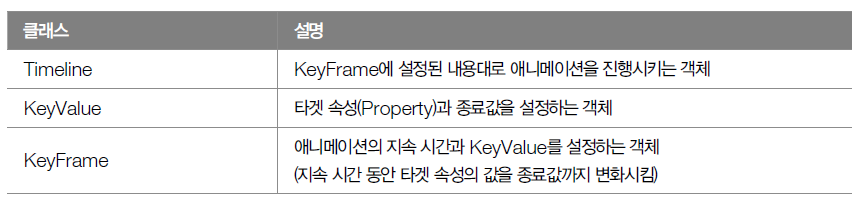 클래스 설명
Timeline KeyFrame에 설정된 내용대로 애니메이션을 진행시키는 객체
KeyValue 타겟 속성(Property)과 종료값을 설정하는 객체
KeyFrame 애니메이션의 지속 시간과 KeyValue를 설정하는 객체
(지속 시간 동안 타겟 속성의 값을 종료값까지 변화시킴)